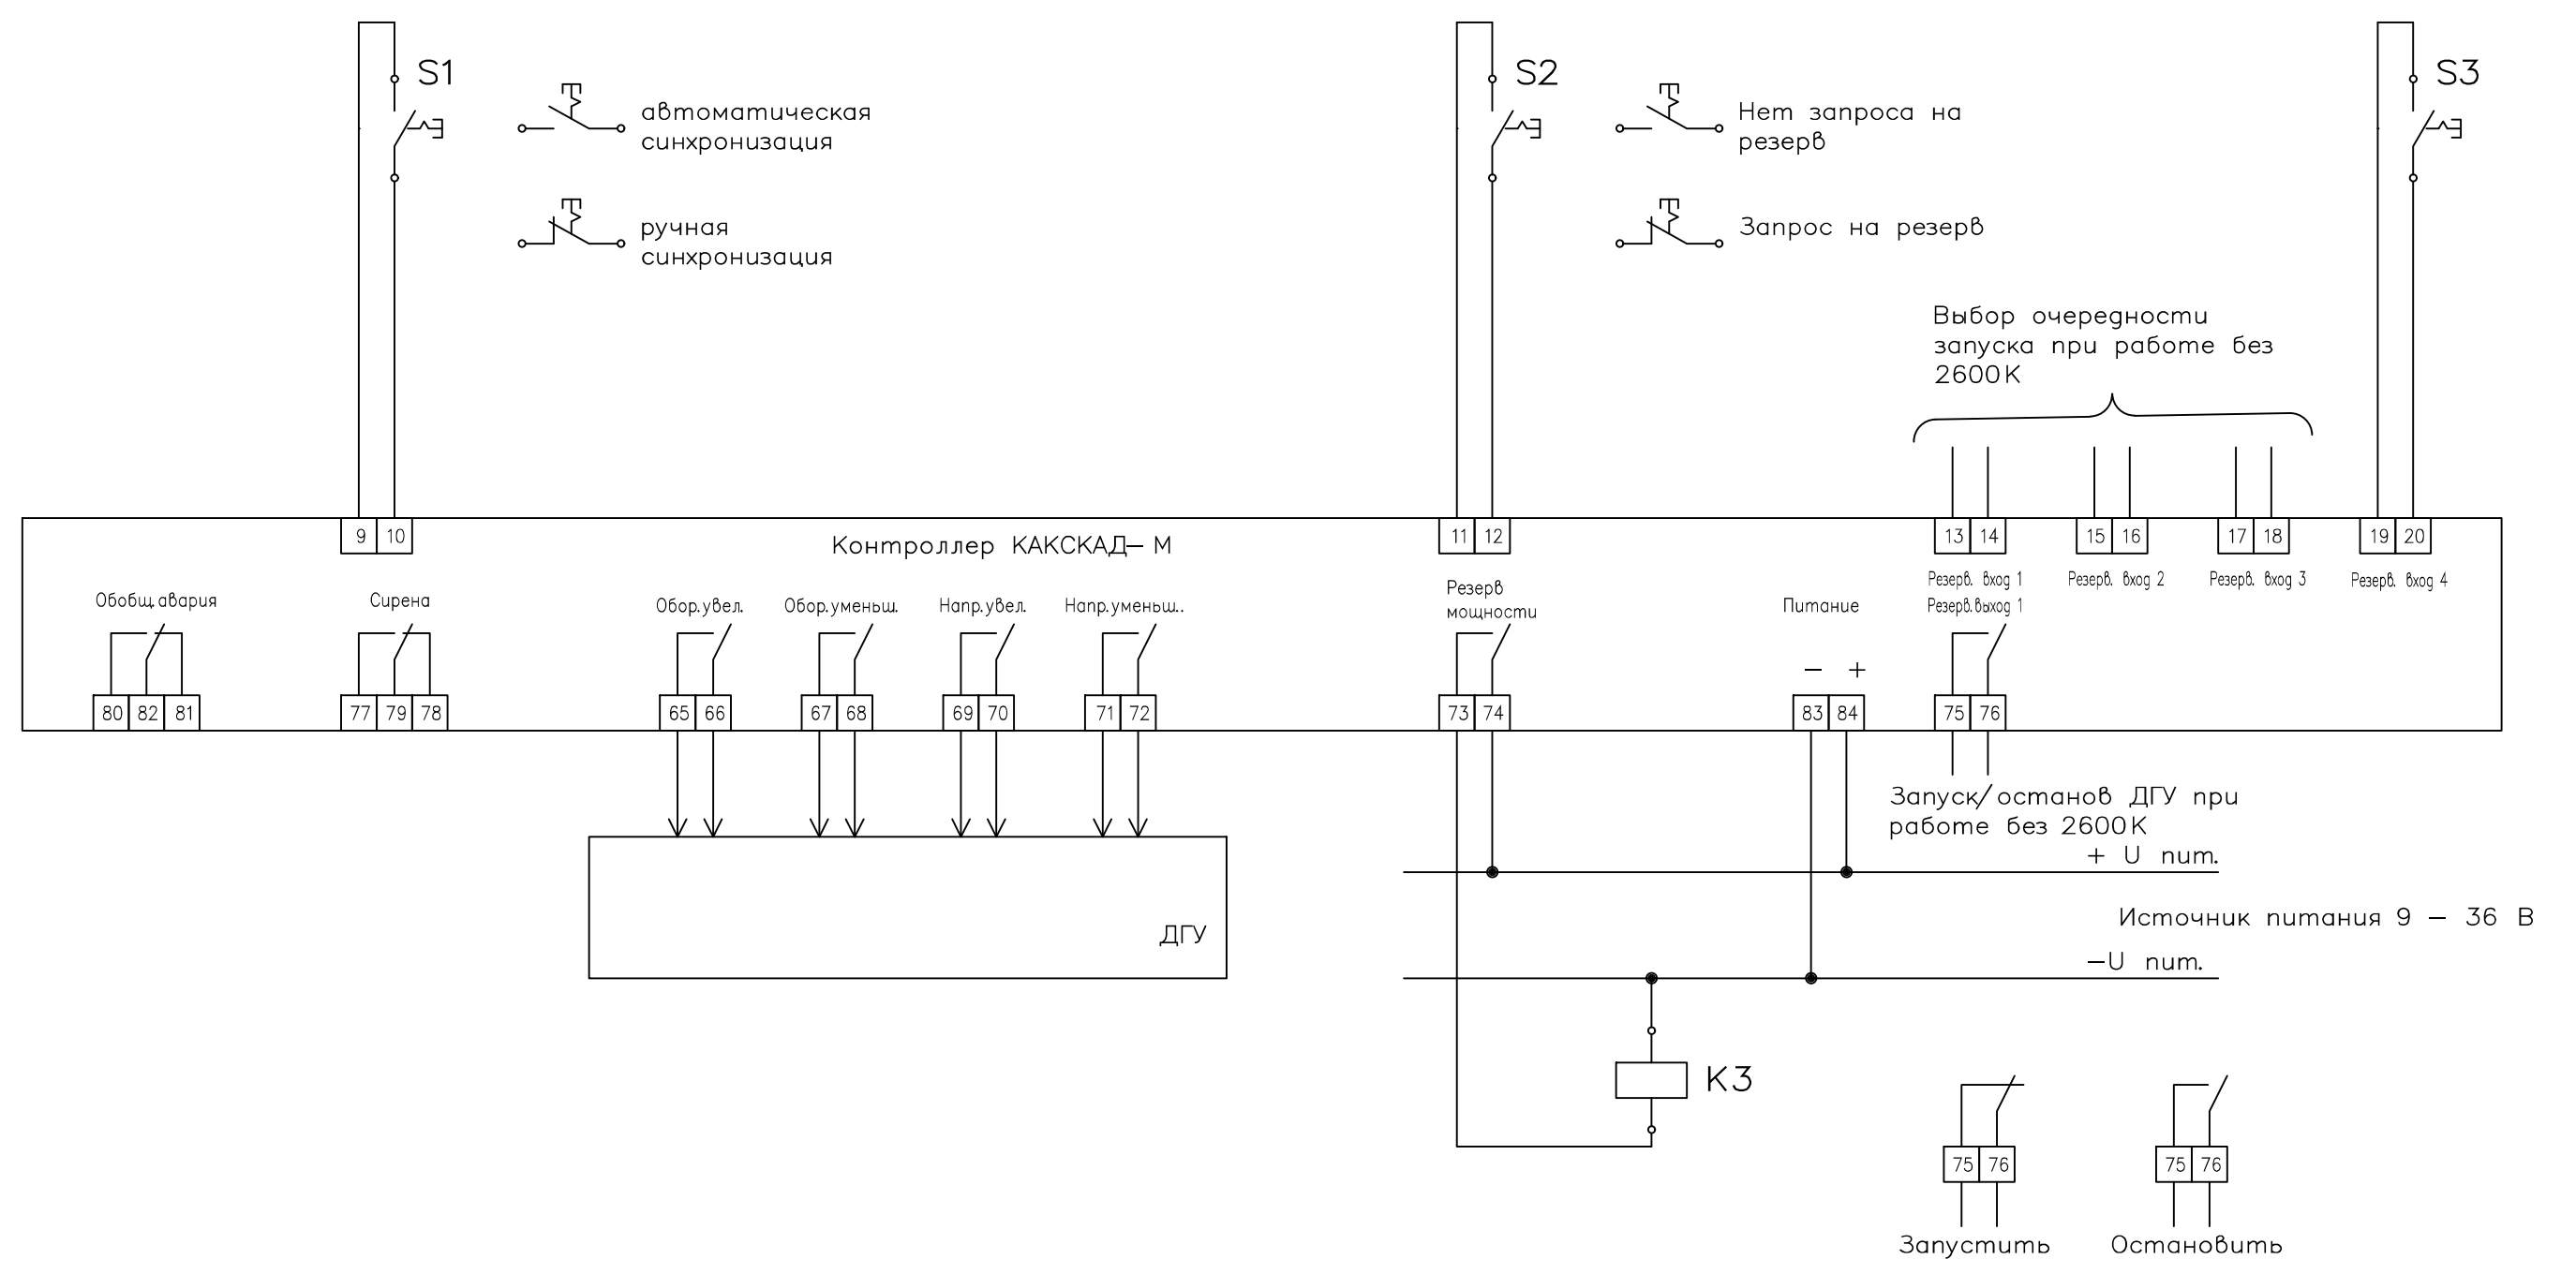 S1
автоматическая
синхронизация
ручная
синхронизация
S2
Нет запроса на
резерв
Запрос на резерв
S3
Выбор очередности
запуска при работе без
2600К
9 10
Контроллер КАКСКАД– М
11 12
13 14
15 16
17 18
19 20
Резерв. вход 1
Резерв. вход 2
Резерв. вход 3
Резерв. вход 4
Обобщ.авария
Сирена
Обор.увел.
Обор.уменьш.
Напр.увел.
Напр.уменьш..
Резерв
мощности
Питание
Резерв.выход 1
– +
80 82 81
77 79 78
65 66
67 68
69 70
71 72
73 74
83 84
75 76
Запуск/останов ДГУ при
работе без 2600К
+ U пит.
Источник питания 9 – 36 В
–U пит.
ДГУ
К3
75 76
75 76
Запустить
Остановить